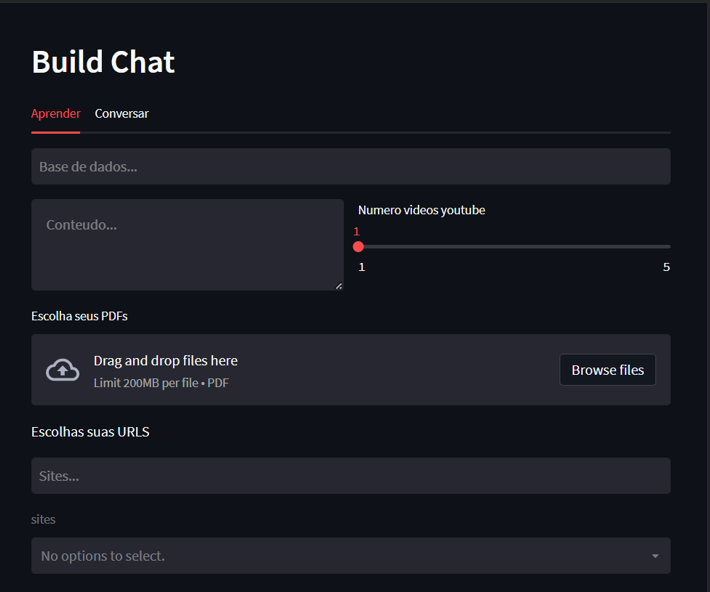 Build Chat
Aprender Conversar
Base de dados...
Conteudo...
Numero videos youtube
1
1 5
Escolha seus PDFs
Drag and drop files here
Limit 200MB per file • PDF
Browse files
Escolhas suas URLS
Sites...
sites
No options to select.